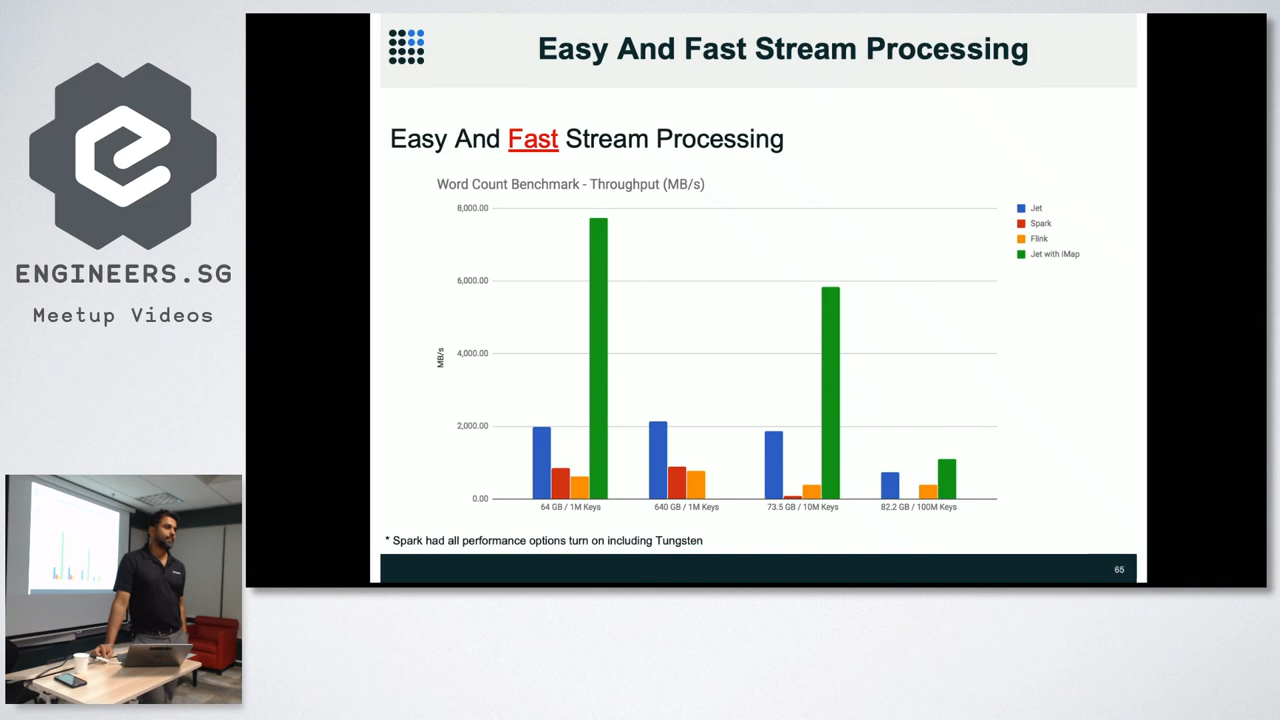 Easy And Fast Stream Processing
Easy And Fast Stream Processing
Word Count Benchmark - Throughput (MB/s)
8,000.00
6,000.00
4,000.00
2,000.00
0.00
MB/s
64 GB / 1M Keys
640 GB / 1M Keys
73.5 GB / 10M Keys
82.2 GB / 100M Keys
Jet
Spark
Flink
Jet with IMap
* Spark had all performance options turn on including Tungsten
65
ENGINEERS.SG
Meetup Videos